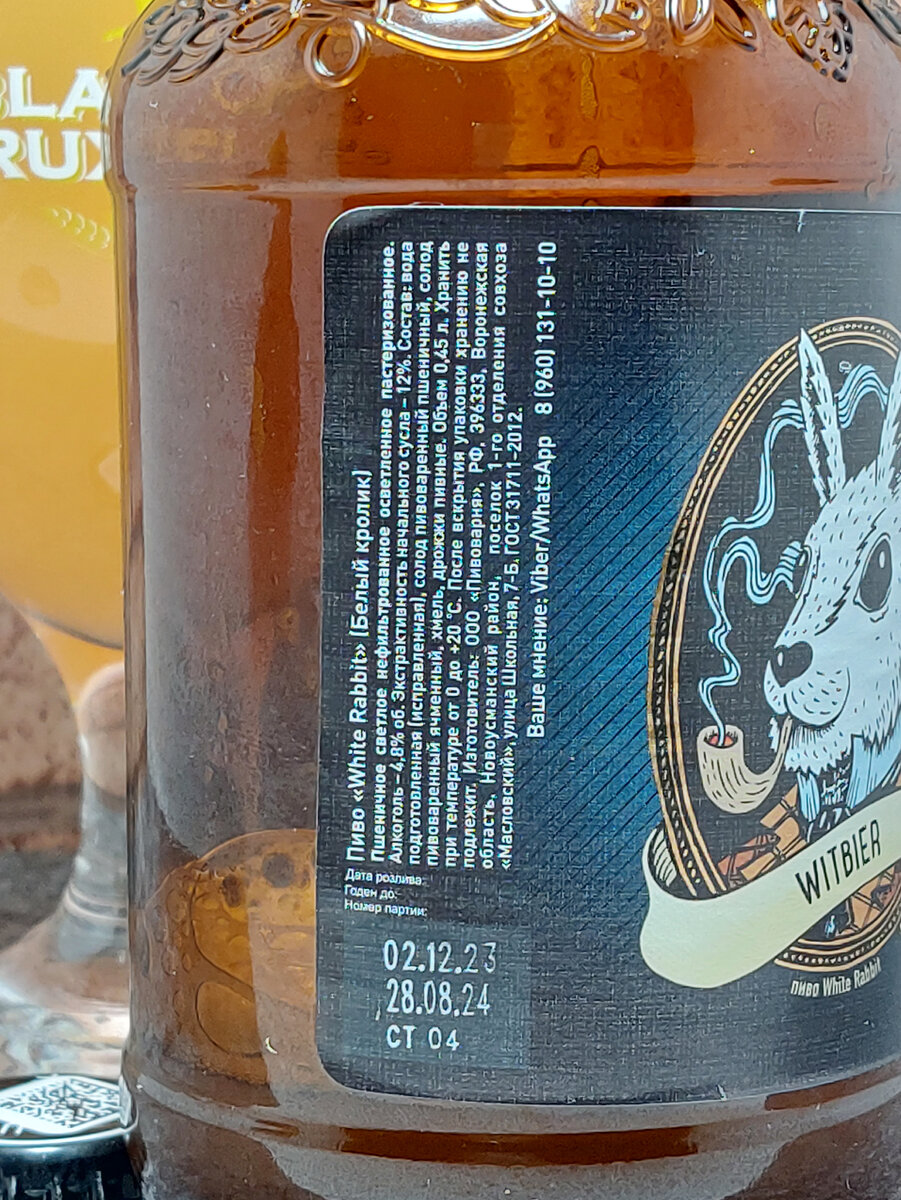 Пиво «White Rabbit» (Белый кролик)
Пшеничное светлое нефильтрованное осветленное пастеризованное.
Алкоголь –4,8% об. Экстрактивность начального сусла – 12%. Состав: вода
подготовленная (исправленная), солод пивоваренный пшеничный, солод
пивоваренный ячменный, хмель, дрожжи пивные. Объем 0,45 л. Хранить
при температуре от 0 до +20 °С. После вскрытия упаковки хранению не
подлежит. Изготовитель: ООО «Пивоварня», РФ, 396333, Воронежская
область, Новоусманский район, поселок 1-го отделения совхоза
«Масловский», улица Школьная, 7-Б. ГОСТ31711-2012.
Ваше мнение: Viber/WhatsApp 8 (960) 131-10-10
Дата розлива:
Годен до:
Номер партии:
02.12.23
28.08.24
СТ 04
WITBIER
пиво White Rabbit
LA
RUX